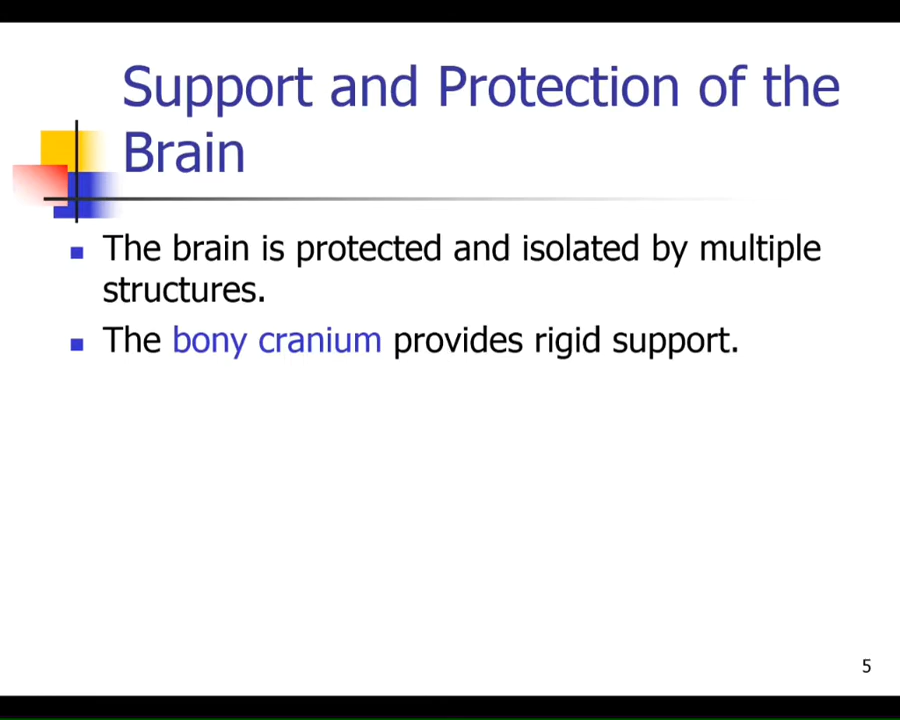 Support and Protection of the
Brain
The brain is protected and isolated by multiple
structures.
The bony cranium provides rigid support.
5